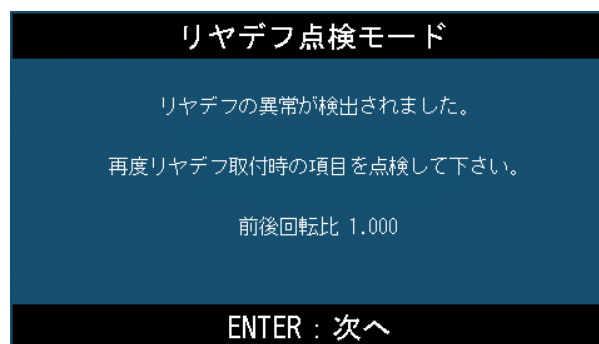 リヤデフ点検モード
リヤデフの異常が検出されました。
再度リヤデフ取付時の項目を点検して下さい。
前後回転比 1.000
ENTER：次へ